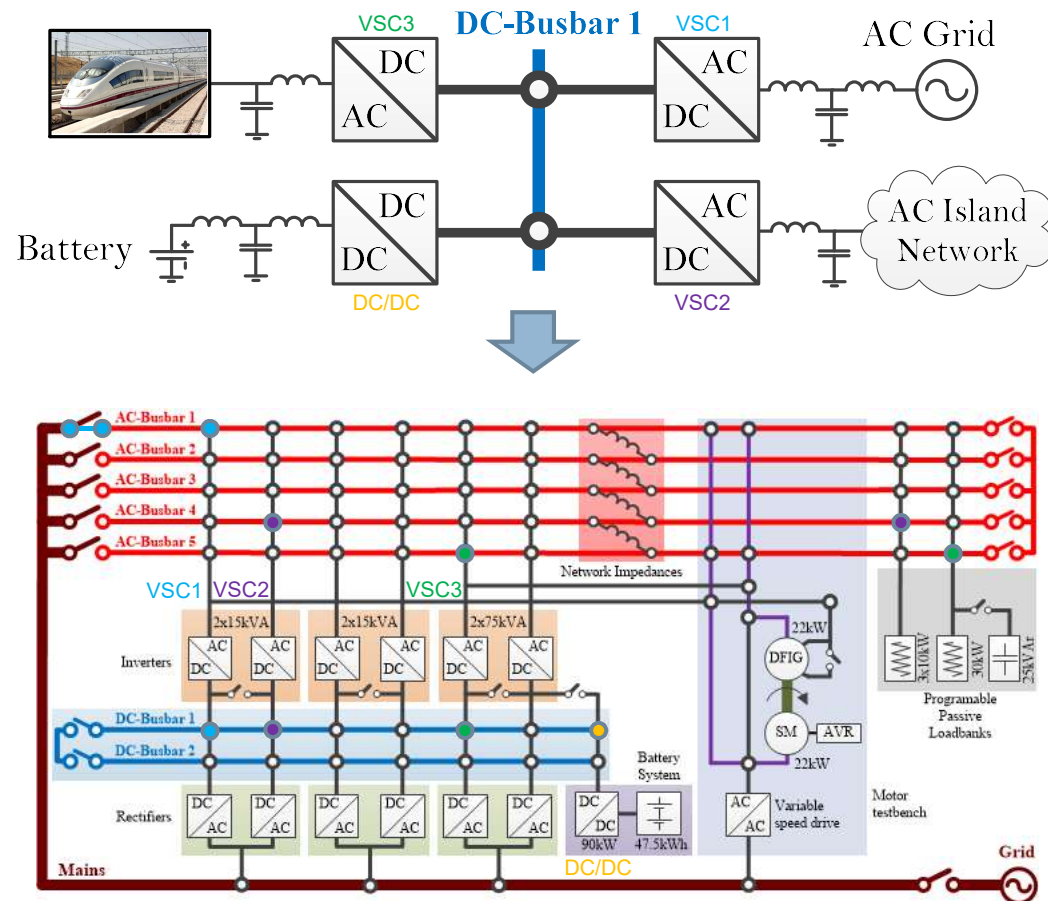 VSC3
DC-Busbar 1
VSC1
AC Grid
DC
AC
AC
DC
Battery
DC
DC
AC
DC
AC Island
Network
DC/DC
VSC2
AC-Busbar 1
AC-Busbar 2
AC-Busbar 3
AC-Busbar 4
AC-Busbar 5
Network Impedances
VSC1
VSC2
VSC3
2x15kVA
2x15kVA
2x75kVA
Inverters
AC
DC
AC
DC
AC
DC
AC
DC
AC
DC
AC
DC
22kW
DFIG
SM
AVR
22kW
3x10kW
30kW
25kVAr
Programable
Passive
Loadbanks
DC-Busbar 1
DC-Busbar 2
Rectifiers
DC
AC
DC
AC
DC
AC
DC
AC
DC
AC
DC
AC
Battery
System
DC
DC
90kW
47.5kWh
DC/DC
AC
AC
Variable
speed drive
Motor
testbench
Mains
Grid